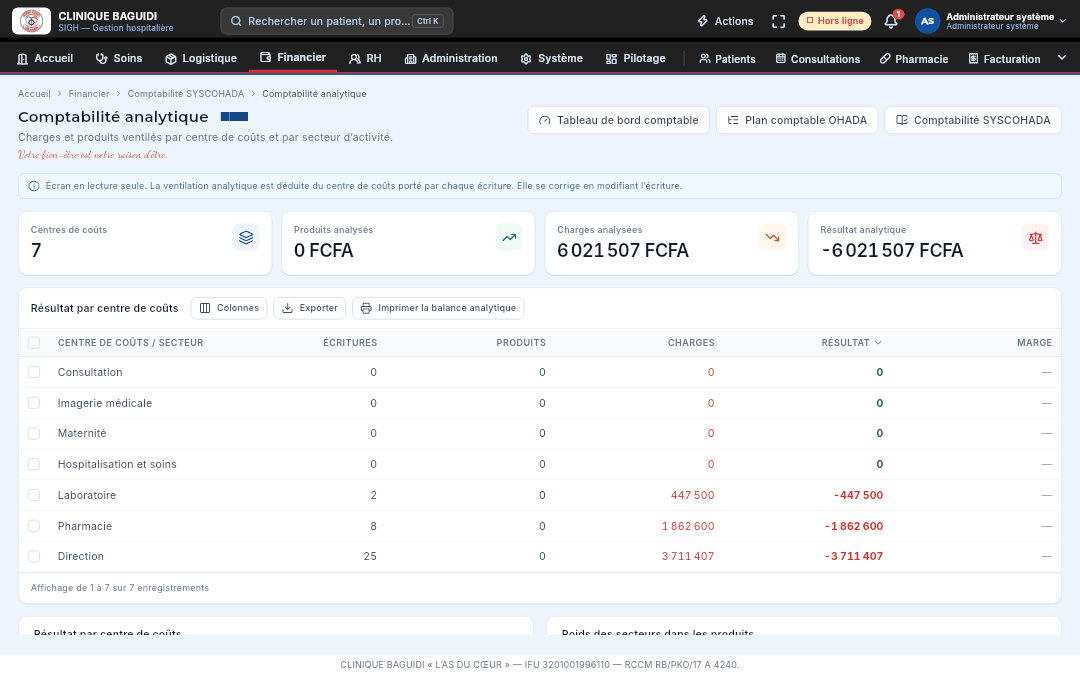 CLINIQUE BAGUIDI
SIGH — Gestion hospitalière
Rechercher un patient, un pro... Ctrl K
Actions
Hors ligne
1
AS
Administrateur système
Administrateur système
Accueil Soins Logistique Financier RH Administration Système Pilotage Patients Consultations Pharmacie Facturation
Accueil > Financier > Comptabilité SYSCOHADA > Comptabilité analytique
Comptabilité analytique
Charges et produits ventilés par centre de coûts et par secteur d'activité.
Votre bien-être est notre raison d'être.
Tableau de bord comptable
Plan comptable OHADA
Comptabilité SYSCOHADA
Écran en lecture seule. La ventilation analytique est déduite du centre de coûts porté par chaque écriture. Elle se corrige en modifiant l'écriture.
Centres de coûts
7
Produits analysés
0 FCFA
Charges analysées
6 021 507 FCFA
Résultat analytique
-6 021 507 FCFA
Résultat par centre de coûts
Colonnes
Exporter
Imprimer la balance analytique
CENTRE DE COÛTS / SECTEUR ÉCRITURES PRODUITS CHARGES RÉSULTAT MARGE
Consultation 0 0 0 0 —
Imagerie médicale 0 0 0 0 —
Maternité 0 0 0 0 —
Hospitalisation et soins 0 0 0 0 —
Laboratoire 2 0 447 500 -447 500 —
Pharmacie 8 0 1 862 600 -1 862 600 —
Direction 25 0 3 711 407 -3 711 407 —
Affichage de 1 à 7 sur 7 enregistrements
Résultat par centre de coûts
Poids des secteurs dans les produits
CLINIQUE BAGUIDI « L'AS DU CŒUR » — IFU 3201001996110 — RCCM RB/PKO/17 A 4240.